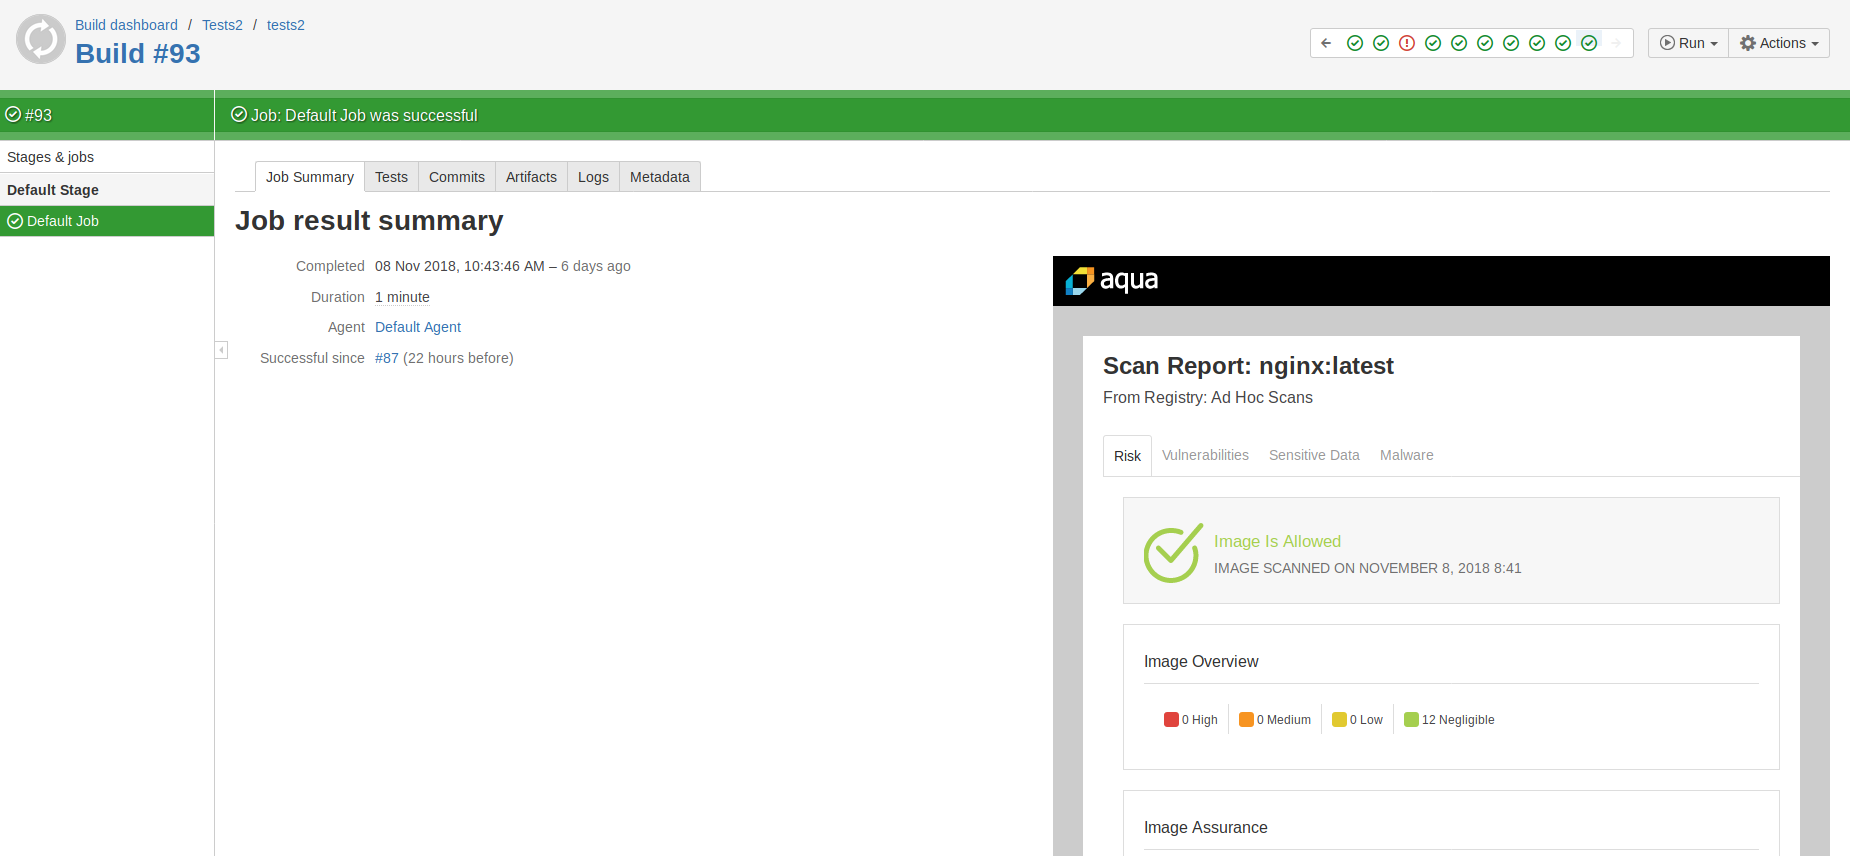 Build dashboard / Tests2 / tests2
Build #93
Run
Actions
#93
Job: Default Job was successful
Stages & jobs
Default Stage
Default Job
Job Summary Tests Commits Artifacts Logs Metadata
Job result summary
Completed 08 Nov 2018, 10:43:46 AM – 6 days ago
Duration 1 minute
Agent Default Agent
Successful since #87 (22 hours before)
aqua
Scan Report: nginx:latest
From Registry: Ad Hoc Scans
Risk Vulnerabilities Sensitive Data Malware
Image Is Allowed
IMAGE SCANNED ON NOVEMBER 8, 2018 8:41
Image Overview
0 High 0 Medium 0 Low 12 Negligible
Image Assurance